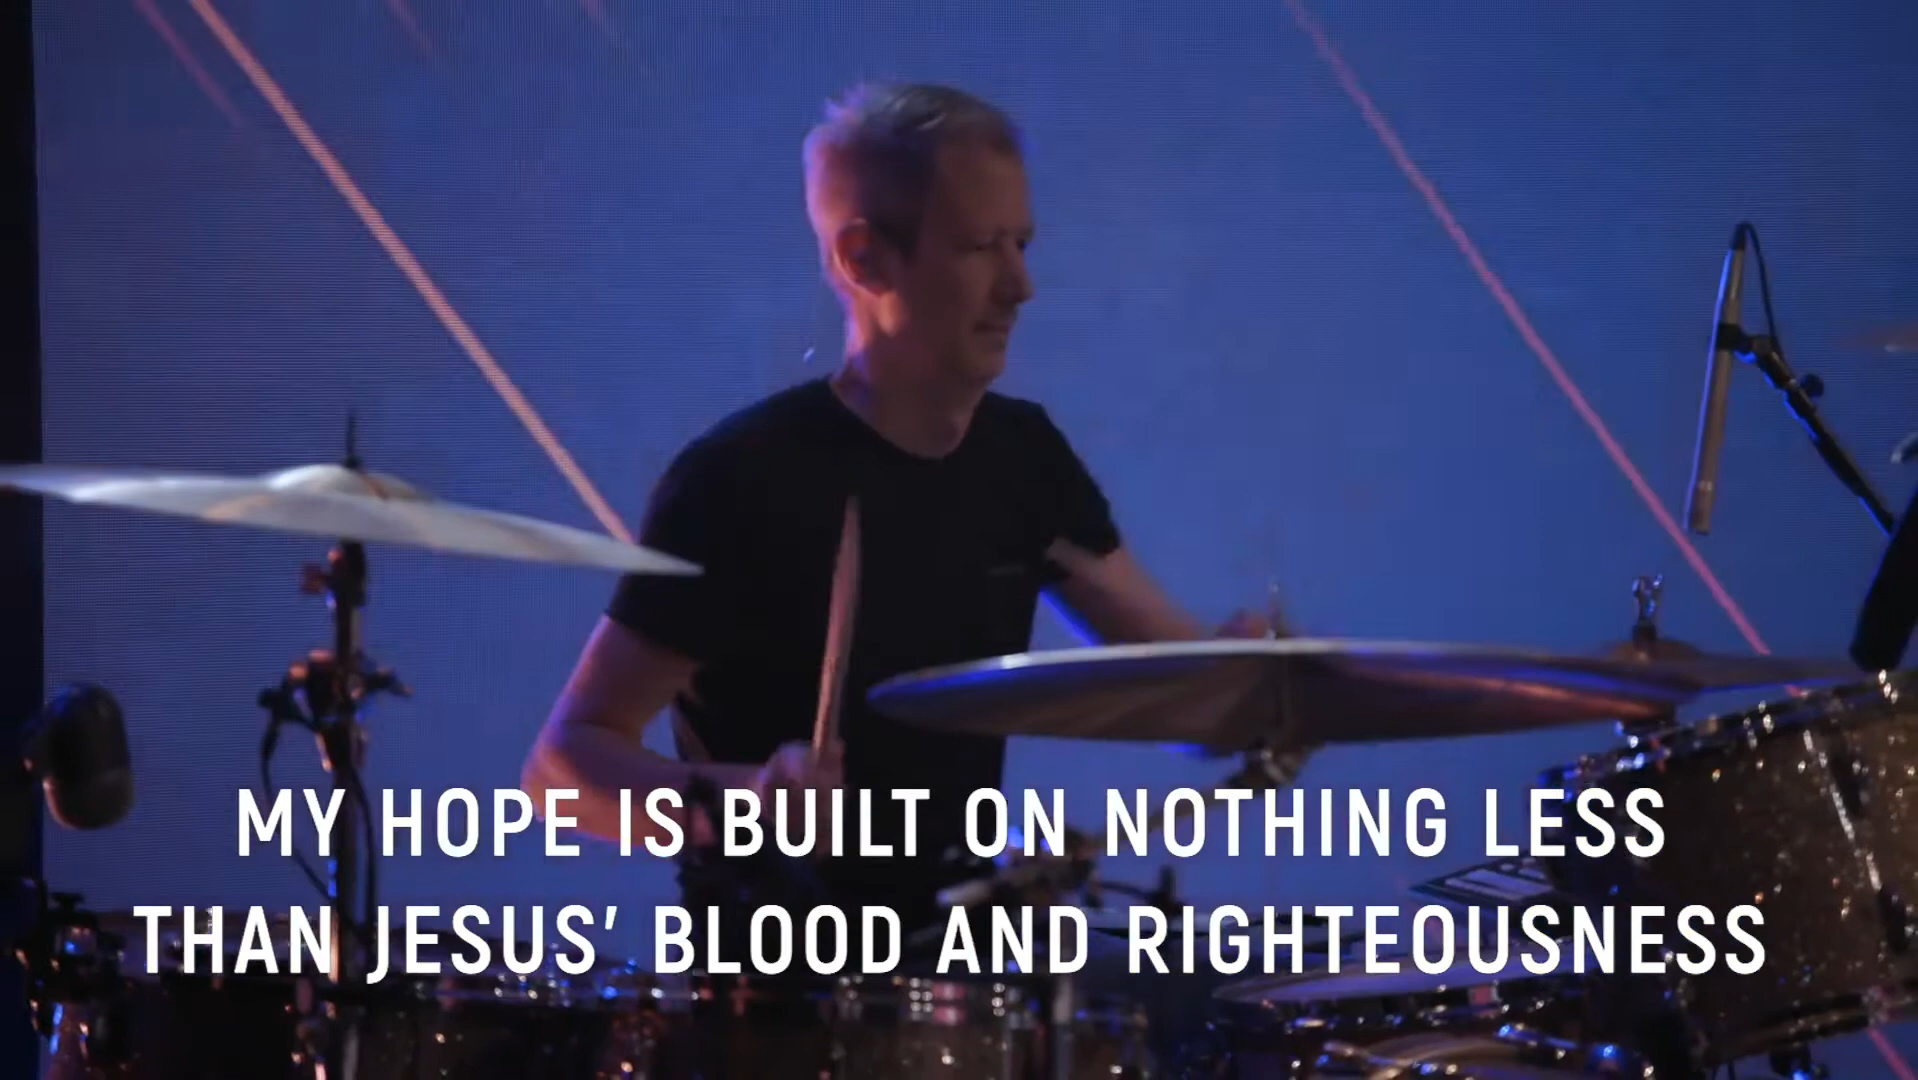 MY HOPE IS BUILT ON NOTHING LESS
THAN JESUS’ BLOOD AND RIGHTEOUSNESS